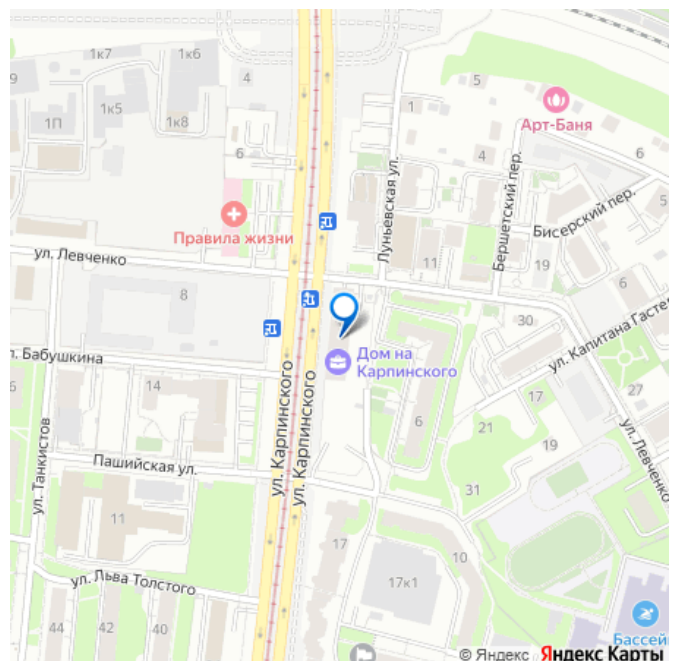 1к7
1к6
4
9
5
1к5
1
Арт-Баня
1П
1к8
6
4
6
Луньевская ул.
Бершетский пер.
5
Бисерский пер.
Правила жизни
ул. Левченко
11
19
6
8
30
ул. Капитана Гасте
л. Бабушкина
Дом на
Карпинского
14
ул. Карпинского
ул. Карпинского
27
6
21
ул. Танкистов
19
ул. Левченко
Пашийская ул.
31
11
17
10
ул. Льва Толстого
17к1
44
42
40
Бассей
© Яндекс Яндекс Карты